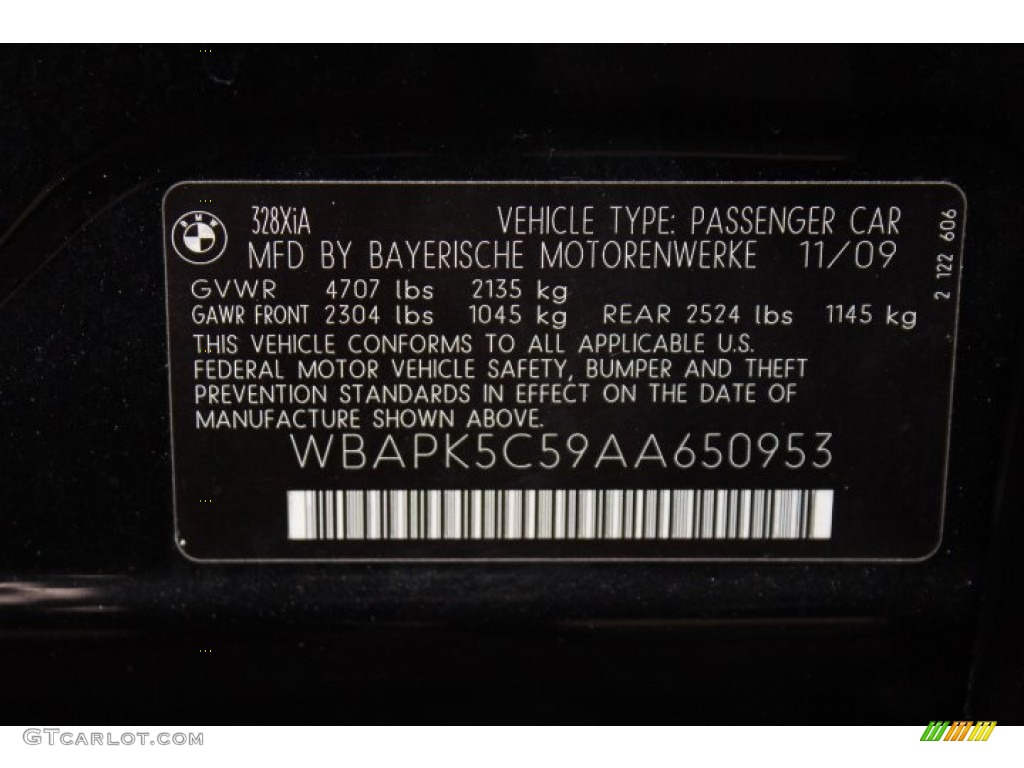 BMW
328XiA VEHICLE TYPE: PASSENGER CAR
MFD BY BAYERISCHE MOTORENWERKE 11/09
GVWR 4707 lbs 2135 kg
GAWR FRONT 2304 lbs 1045 kg REAR 2524 lbs 1145 kg
THIS VEHICLE CONFORMS TO ALL APPLICABLE U.S.
FEDERAL MOTOR VEHICLE SAFETY, BUMPER AND THEFT
PREVENTION STANDARDS IN EFFECT ON THE DATE OF
MANUFACTURE SHOWN ABOVE.
WBAPK5C59AA650953
2 122 606
GTCARLOT.COM